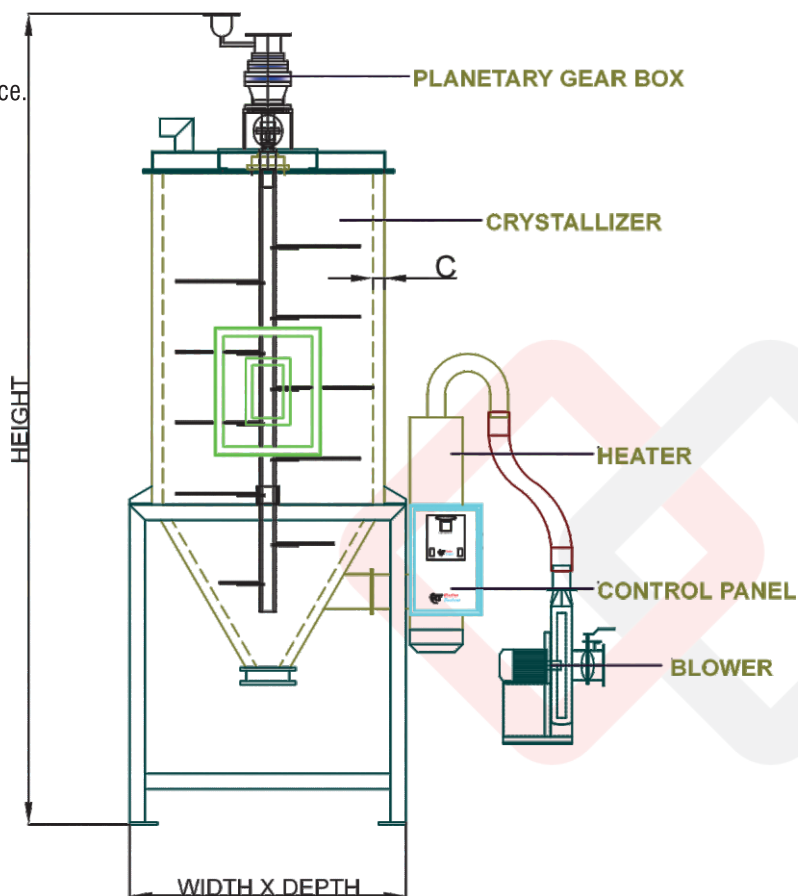 PLANETARY GEAR BOX
ce.
CRYSTALLIZER
C
HEIGHT
HEATER
CONTROL PANEL
BLOWER
WIDTH X DEPTH